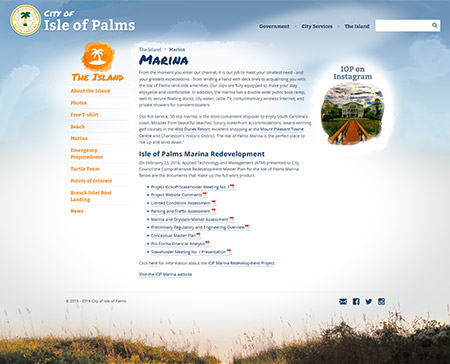 CITY OF
Isle of Palms
Government
City Services
The Island
The Island
Marina
IOP on
Instagram
THE ISLAND
About the Island
Photos
Free T-shirt
Beach
Marina
Emergency
Preparedness
Turtle Team
Points of Interest
Breach Inlet Boat
Landing
News
MARINA
From the moment you enter our channel, it is our job to meet your smallest need - and
your greatest expectations - from lending a hand with deck lines to acquainting you with
the Isle of Palms land-side amenities. Our slips are fully equipped to make your stay
enjoyable and comfortable. In addition, the marina has a double-wide public boat ramp,
wet-lit, secure floating docks, city water, cable TV, complimentary wireless Internet, and
private showers for transient boaters.
Our full-service, 50-slip marina, is the most convenient stopover to enjoy South Carolina's
coast. Minutes from beautiful beaches, luxury oceanfront accommodations, award-winning
golf courses in the Wild Dunes Resort, excellent shopping at the Mount Pleasant Towne
Centre and Charleston's Historic District. The Isle of Palms Marina is the perfect place to
"tie up and send down."
Isle of Palms Marina Redevelopment
On February 23, 2016, Applied Technology and Management (ATM) presented to City
Council the Comprehensive Redevelopment Master Plan for the Isle of Palms Marina.
Below are the documents that make up the full work product.
Project Kickoff/Stakeholder Meeting No. 1
Project Website Comments
Limited Conditions Assessment
Parking and Traffic Assessment
Marina and Drystack Market Assessment
Preliminary Regulatory and Engineering Overview
Conceptual Master Plan
Pro Forma Financial Analysis
Stakeholder Meeting No. Presentation
Click here for information about the IOP Marina Redevelopment Project.
Visit the IOP Marina website
© 2015 - 2016 City of Isle of Palms